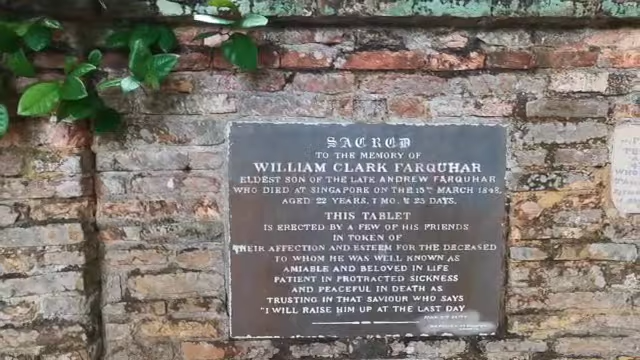 SACRED
TO THE MEMORY OF
WILLIAM CLARK FARQUHAR
ELDEST SON OF THE LATE ANDREW FARQUHAR
WHO DIED AT SINGAPORE ON THE 15TH MARCH 1848.
AGED 22 YEARS, 1 MO. & 25 DAYS.
THIS TABLET
IS ERECTED BY A FEW OF HIS FRIENDS
IN TOKEN OF
THEIR AFFECTION AND ESTEEM FOR THE DECEASED
TO WHOM HE WAS WELL KNOWN AS
AMIABLE AND BELOVED IN LIFE
PATIENT IN PROTRACTED SICKNESS
AND PEACEFUL IN DEATH AS
TRUSTING IN THAT SAVIOUR WHO SAYS
"I WILL RAISE HIM UP AT THE LAST DAY